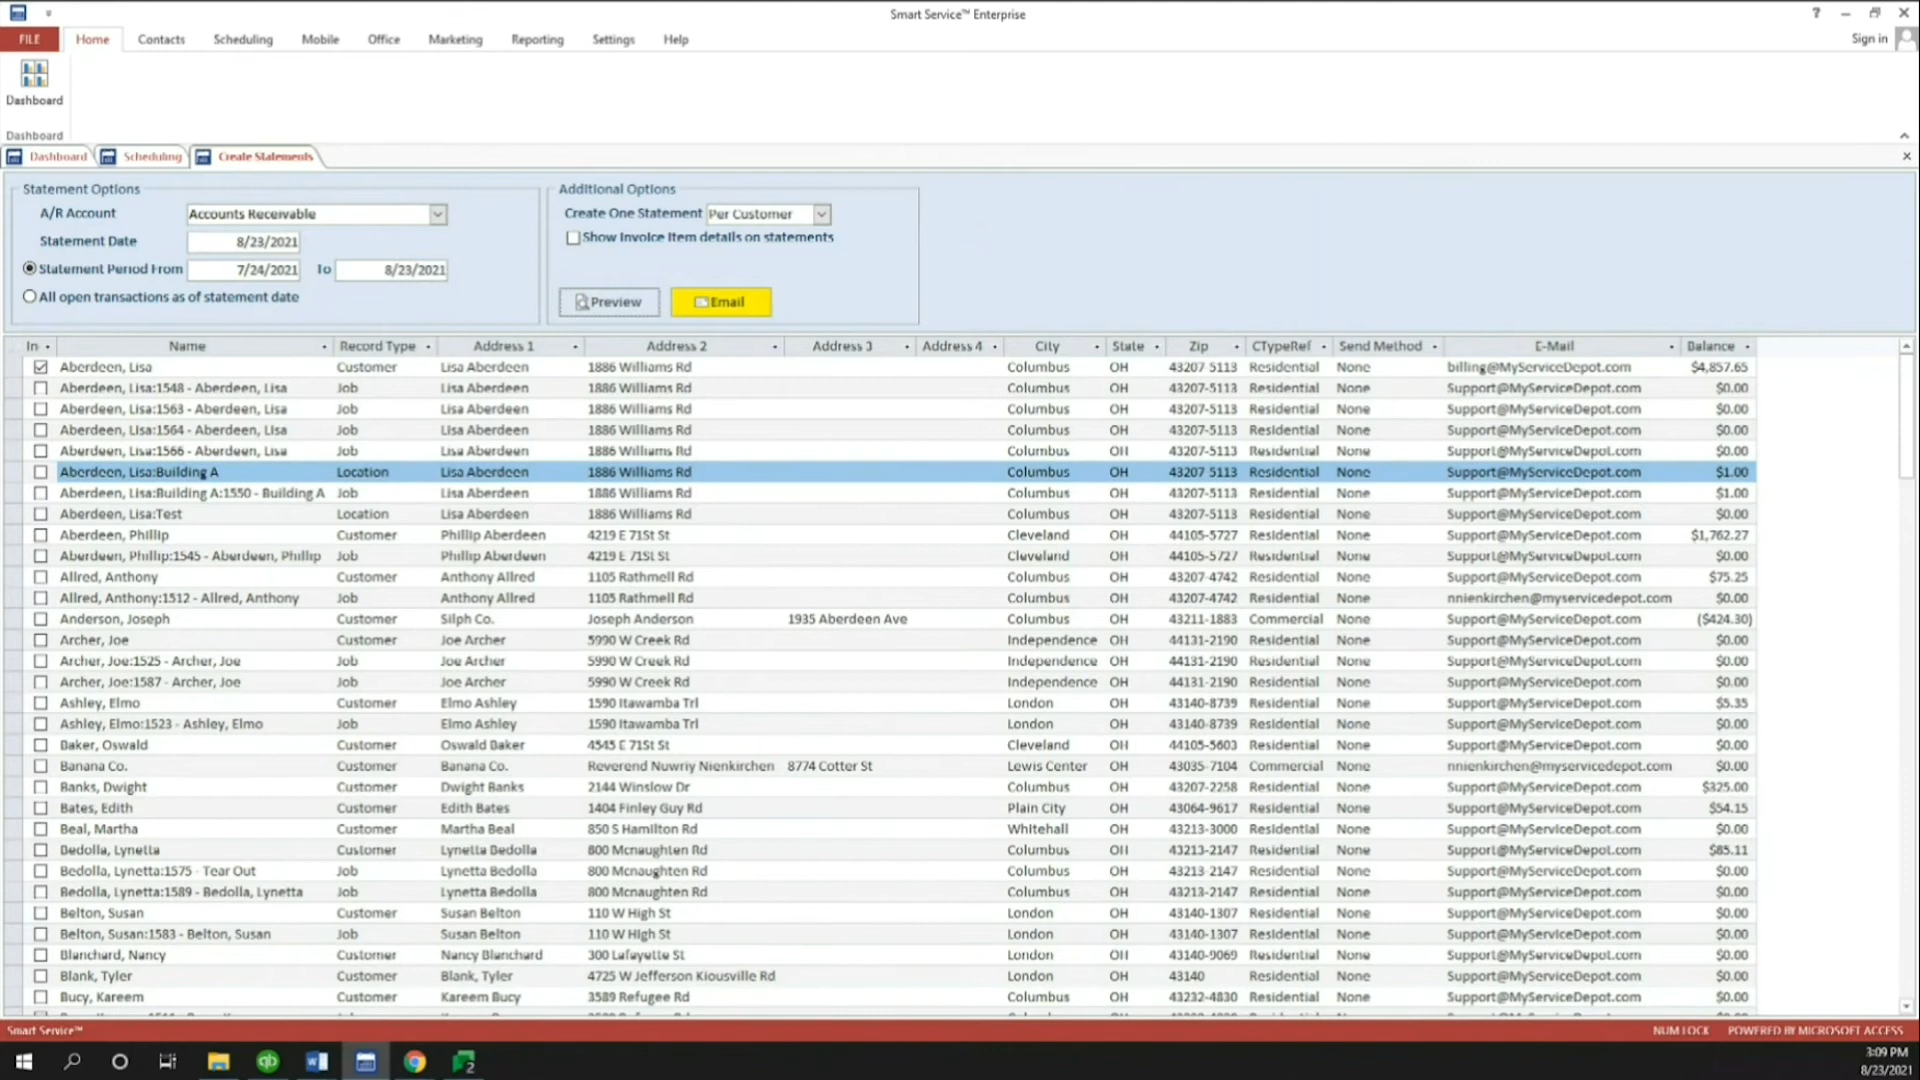 Smart Service™ Enterprise
FILE Home Contacts Scheduling Mobile Office Marketing Reporting Settings Help Sign in
Dashboard
Dashboard
Dashboard Scheduling Create Statements
Statement Options Additional Options
A/R Account Accounts Receivable Create One Statement Per Customer
Statement Date 8/23/2021 Show Invoice Item details on statements
Statement Period From 7/24/2021 To 8/23/2021
All open transactions as of statement date Preview Email
In Name Record Type Address 1 Address 2 Address 3 Address 4 City State Zip CTypeRef Send Method E-Mail Balance
Aberdeen, Lisa Customer Lisa Aberdeen 1886 Williams Rd Columbus OH 43207-5113 Residential None billing@MyServiceDepot.com $4,857.65
Aberdeen, Lisa:1548 - Aberdeen, Lisa Job Lisa Aberdeen 1886 Williams Rd Columbus OH 43207-5113 Residential None Support@MyServiceDepot.com $0.00
Aberdeen, Lisa:1563 - Aberdeen, Lisa Job Lisa Aberdeen 1886 Williams Rd Columbus OH 43207-5113 Residential None Support@MyServiceDepot.com $0.00
Aberdeen, Lisa:1564 - Aberdeen, Lisa Job Lisa Aberdeen 1886 Williams Rd Columbus OH 43207-5113 Residential None Support@MyServiceDepot.com $0.00
Aberdeen, Lisa:1566 - Aberdeen, Lisa Job Lisa Aberdeen 1886 Williams Rd Columbus OH 43207-5113 Residential None Support@MyServiceDepot.com $0.00
Aberdeen, Lisa:Building A Location Lisa Aberdeen 1886 Williams Rd Columbus OH 43207-5113 Residential None Support@MyServiceDepot.com $1.00
Aberdeen, Lisa:Building A:1550 - Building A Job Lisa Aberdeen 1886 Williams Rd Columbus OH 43207-5113 Residential None Support@MyServiceDepot.com $1.00
Aberdeen, Lisa:Test Location Lisa Aberdeen 1886 Williams Rd Columbus OH 43207-5113 Residential None Support@MyServiceDepot.com $0.00
Aberdeen, Phillip Customer Phillip Aberdeen 4219 E 71St St Cleveland OH 44105-5727 Residential None Support@MyServiceDepot.com $1,762.27
Aberdeen, Phillip:1545 - Aberdeen, Phillip Job Phillip Aberdeen 4219 E 71St St Cleveland OH 44105-5727 Residential None Support@MyServiceDepot.com $0.00
Allred, Anthony Customer Anthony Allred 1105 Rathmell Rd Columbus OH 43207-4742 Residential None Support@MyServiceDepot.com $75.25
Allred, Anthony:1512 - Allred, Anthony Job Anthony Allred 1105 Rathmell Rd Columbus OH 43207-4742 Residential None nnienkirchen@myservicedepot.com $0.00
Anderson, Joseph Customer Silph Co. Joseph Anderson 1935 Aberdeen Ave Columbus OH 43211-1883 Commercial None Support@MyServiceDepot.com ($424.30)
Archer, Joe Customer Joe Archer 5990 W Creek Rd Independence OH 44131-2190 Residential None Support@MyServiceDepot.com $0.00
Archer, Joe:1525 - Archer, Joe Job Joe Archer 5990 W Creek Rd Independence OH 44131-2190 Residential None Support@MyServiceDepot.com $0.00
Archer, Joe:1587 - Archer, Joe Job Joe Archer 5990 W Creek Rd Independence OH 44131-2190 Residential None Support@MyServiceDepot.com $0.00
Ashley, Elmo Customer Elmo Ashley 1590 Itawamba Trl London OH 43140-8739 Residential None Support@MyServiceDepot.com $5.35
Ashley, Elmo:1523 - Ashley, Elmo Job Elmo Ashley 1590 Itawamba Trl London OH 43140-8739 Residential None Support@MyServiceDepot.com $0.00
Baker, Oswald Customer Oswald Baker 4545 E 71St St Cleveland OH 44105-5603 Residential None Support@MyServiceDepot.com $0.00
Banana Co. Customer Banana Co. Reverend Nuwriy Nienkirchen 8774 Cotter St Lewis Center OH 43035-7104 Commercial None nnienkirchen@myservicedepot.com $0.00
Banks, Dwight Customer Dwight Banks 2144 Winslow Dr Columbus OH 43207-2258 Residential None Support@MyServiceDepot.com $325.00
Bates, Edith Customer Edith Bates 1404 Finley Guy Rd Plain City OH 43064-9617 Residential None Support@MyServiceDepot.com $54.15
Beal, Martha Customer Martha Beal 850 S Hamilton Rd Whitehall OH 43213-3000 Residential None Support@MyServiceDepot.com $0.00
Bedolla, Lynetta Customer Lynetta Bedolla 800 Mcnaughten Rd Columbus OH 43213-2147 Residential None Support@MyServiceDepot.com $85.11
Bedolla, Lynetta:1575 - Tear Out Job Lynetta Bedolla 800 Mcnaughten Rd Columbus OH 43213-2147 Residential None Support@MyServiceDepot.com $0.00
Bedolla, Lynetta:1589 - Bedolla, Lynetta Job Lynetta Bedolla 800 Mcnaughten Rd Columbus OH 43213-2147 Residential None Support@MyServiceDepot.com $0.00
Belton, Susan Customer Susan Belton 110 W High St London OH 43140-1307 Residential None Support@MyServiceDepot.com $0.00
Belton, Susan:1583 - Belton, Susan Job Susan Belton 110 W High St London OH 43140-1307 Residential None Support@MyServiceDepot.com $0.00
Blanchard, Nancy Customer Nancy Blanchard 300 Lafayette St London OH 43140-9069 Residential None Support@MyServiceDepot.com $0.00
Blank, Tyler Customer Blank, Tyler 4725 W Jefferson Kiousville Rd London OH 43140 Residential None Support@MyServiceDepot.com $0.00
Bucy, Kareem Customer Kareem Bucy 3589 Refugee Rd Columbus OH 43232-4830 Residential None Support@MyServiceDepot.com $0.00
Smart Service™ NUM LOCK POWERED BY MICROSOFT ACCESS
3:09 PM
8/23/2021